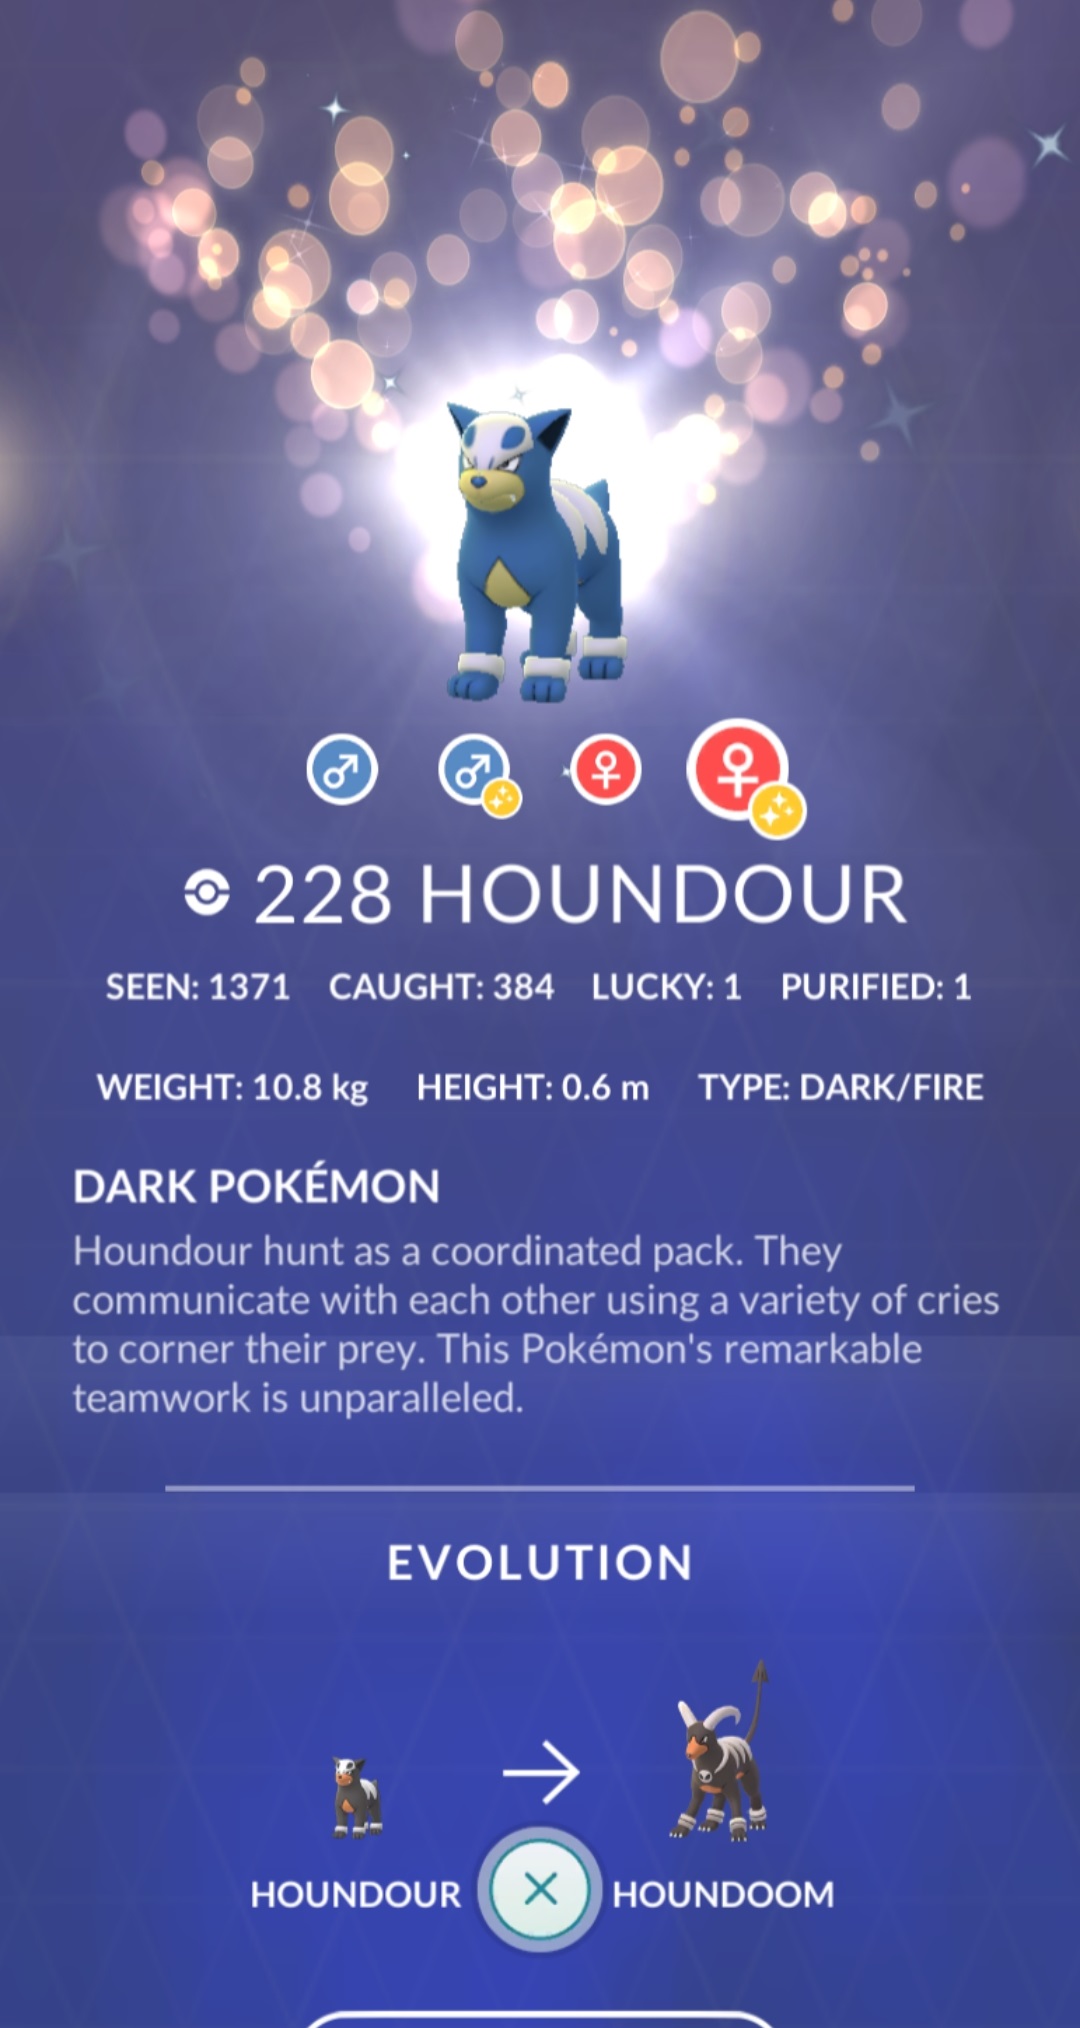 228 HOUNDOUR
SEEN: 1371 CAUGHT: 384 LUCKY: 1 PURIFIED: 1
WEIGHT: 10.8 kg HEIGHT: 0.6 m TYPE: DARK/FIRE
DARK POKÉMON
Houndour hunt as a coordinated pack. They
communicate with each other using a variety of cries
to corner their prey. This Pokémon's remarkable
teamwork is unparalleled.
EVOLUTION
HOUNDOUR HOUNDOOM